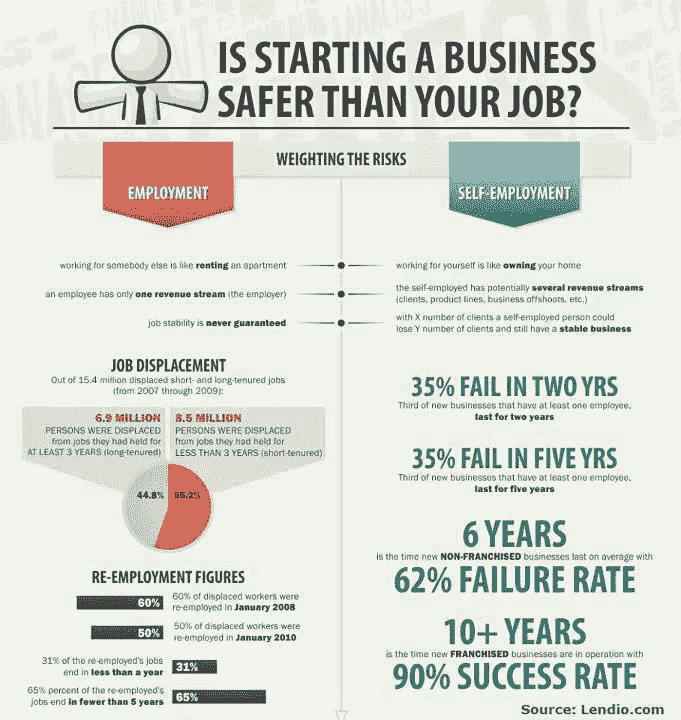 IS STARTING A BUSINESS
SAFER THAN YOUR JOB?
WEIGHTING THE RISKS
EMPLOYMENT
SELF-EMPLOYMENT
working for somebody else is like renting an apartment
working for yourself is like owning your home
an employee has only one revenue stream (the employer)
the self-employed has potentially several revenue streams
(clients, product lines, business offshoots, etc.)
job stability is never guaranteed
with X number of clients a self-employed person could
lose Y number of clients and still have a stable business
JOB DISPLACEMENT
Out of 15.4 million displaced short- and long-tenured jobs
(from 2007 through 2009):
6.9 MILLION
PERSONS WERE DISPLACED
from jobs they had held for
AT LEAST 3 YEARS (long-tenured)
8.5 MILLION
PERSONS WERE DISPLACED
from jobs they had held for
LESS THAN 3 YEARS (short-tenured)
44.8%
55.2%
RE-EMPLOYMENT FIGURES
60%
60% of displaced workers were
re-employed in January 2008
50%
50% of displaced workers were
re-employed in January 2010
31% of the re-employed's jobs
end in less than a year
31%
65% percent of the re-employed's
jobs end in fewer than 5 years
65%
35% FAIL IN TWO YRS
Third of new businesses that have at least one employee,
last for two years
35% FAIL IN FIVE YRS
Third of new businesses that have at least one employee,
last for five years
6 YEARS
is the time new NON-FRANCHISED businesses last on average with
62% FAILURE RATE
10+ YEARS
is the time new FRANCHISED businesses are in operation with
90% SUCCESS RATE
Source: Lendio.com